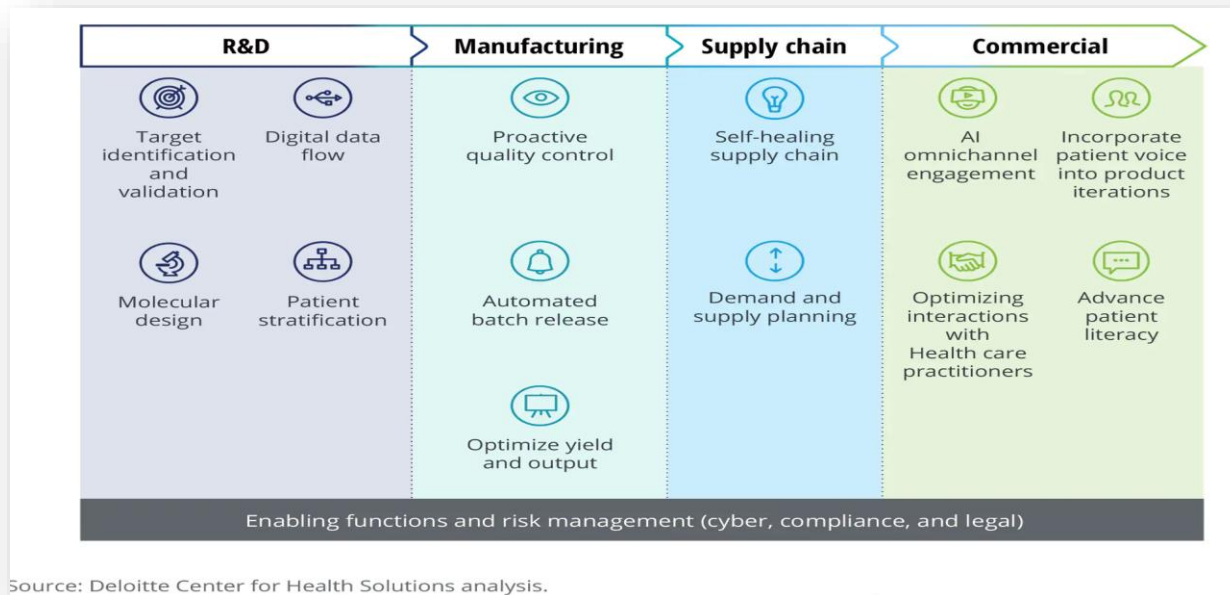 R&D
Manufacturing
Supply chain
Commercial
Target
identification
and
validation
Digital data
flow
Molecular
design
Patient
stratification
Proactive
quality control
Automated
batch release
Optimize yield
and output
Self-healing
supply chain
Demand and
supply planning
AI
omnichannel
engagement
Incorporate
patient voice
into product
iterations
Optimizing
interactions
with
Health care
practitioners
Advance
patient
literacy
Enabling functions and risk management (cyber, compliance, and legal)
Source: Deloitte Center for Health Solutions analysis.